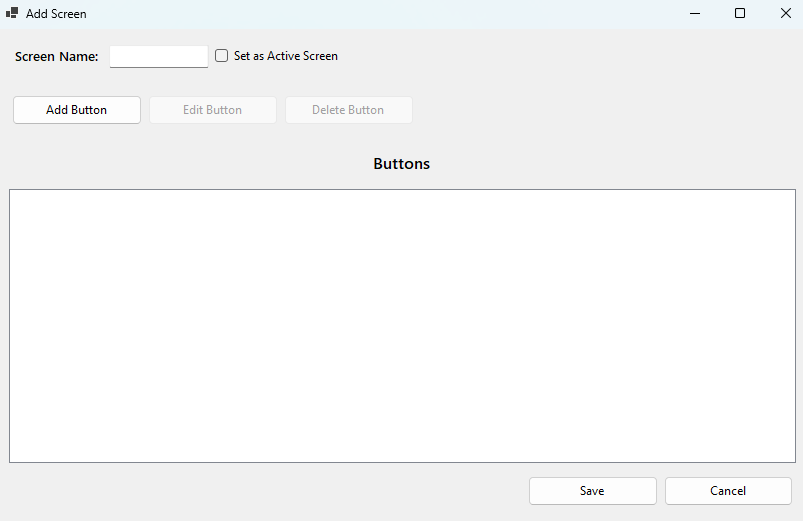 Add Screen
Screen Name: Set as Active Screen
Add Button Edit Button Delete Button
Buttons
Save Cancel